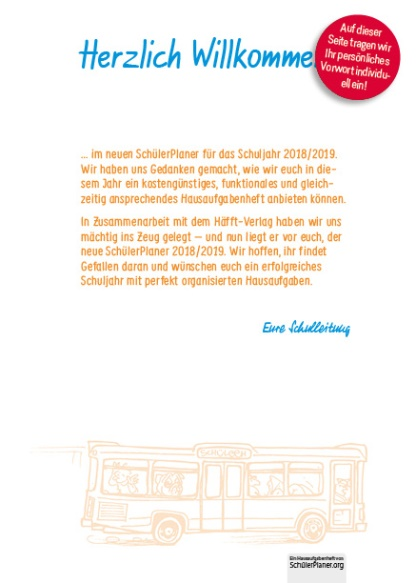 Herzlich Willkomme
Auf dieser
Seite tragen wir
Ihr persönliches
Vorwort individu-
ell ein!
... im neuen SchülerPlaner für das Schuljahr 2018/2019.
Wir haben uns Gedanken gemacht, wie wir euch in die-
sem Jahr ein kostengünstiges, funktionales und gleich-
zeitig ansprechendes Hausaufgabenheft anbieten können.
In Zusammenarbeit mit dem Häfft-Verlag haben wir uns
mächtig ins Zeug gelegt – und nun liegt er vor euch, der
neue SchülerPlaner 2018/2019. Wir hoffen, ihr findet
Gefallen daran und wünschen euch ein erfolgreiches
Schuljahr mit perfekt organisierten Hausaufgaben.
Eure Schulleitung
Ein Hausaufgabenheft von
SchülerPlaner.org